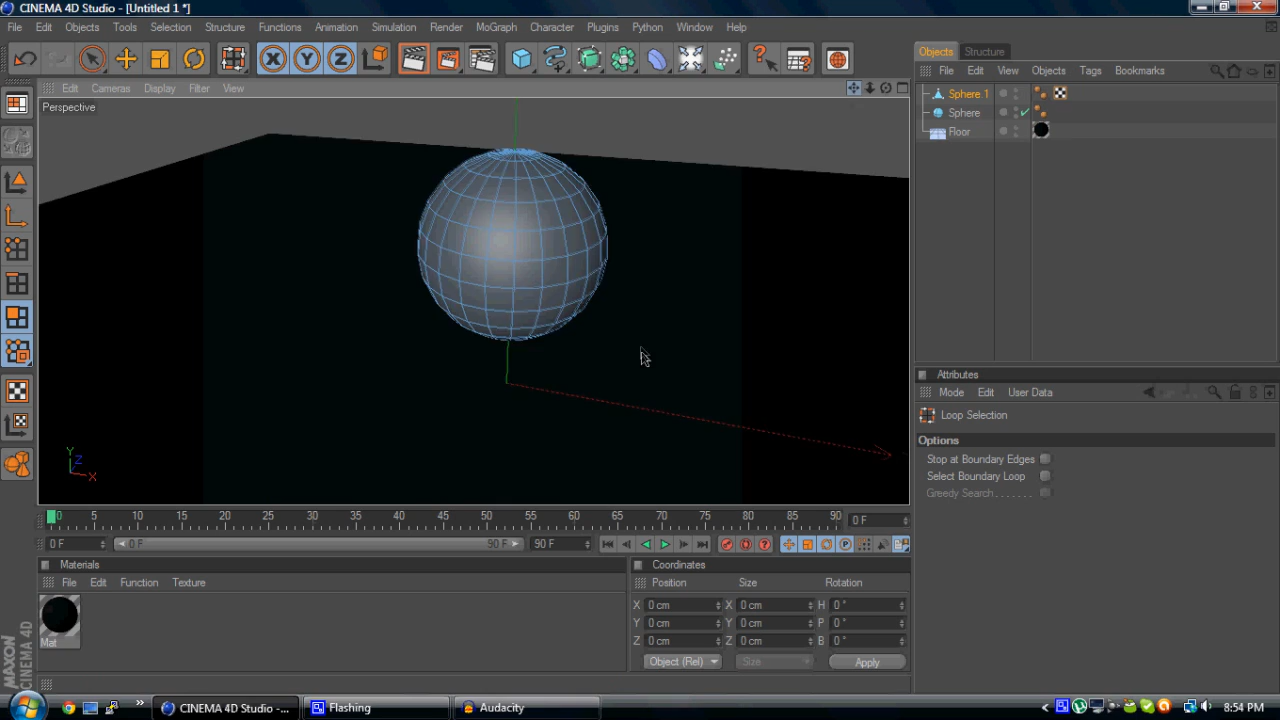 CINEMA 4D Studio - [Untitled 1 *]
File Edit Objects Tools Selection Structure Functions Animation Simulation Render MoGraph Character Plugins Python Window Help
X Y Z
Objects Structure
File Edit View Objects Tags Bookmarks
Edit Cameras Display Filter View
Perspective
Sphere.1
Sphere
Floor
Y
Z
X
Attributes
Mode Edit User Data
Loop Selection
Options
Stop at Boundary Edges
Select Boundary Loop
Greedy Search
0 5 10 15 20 25 30 35 40 45 50 55 60 65 70 75 80 85 90 0 F
0 F 0 F 90 F 90 F
Materials
File Edit Function Texture
Mat
Coordinates
Position Size Rotation
X 0 cm X 0 cm H 0 °
Y 0 cm Y 0 cm P 0 °
Z 0 cm Z 0 cm B 0 °
Object (Rel) Size Apply
MAXON
CINEMA 4D
CINEMA 4D Studio -... Flashing Audacity 8:54 PM